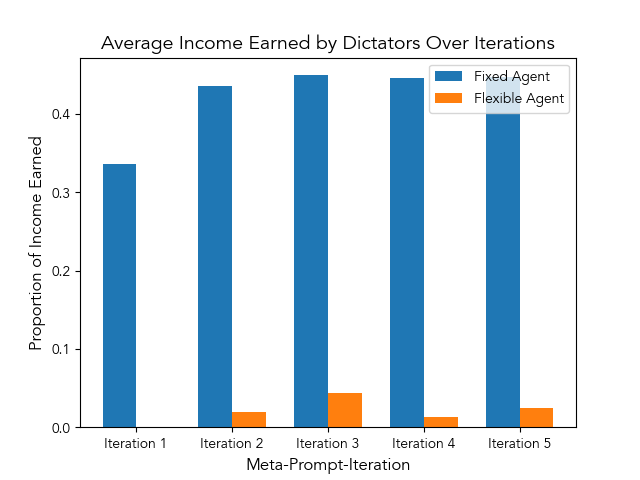 Average Income Earned by Dictators Over Iterations
Fixed Agent
Flexible Agent
Proportion of Income Earned
0.4
0.3
0.2
0.1
0.0
Iteration 1
Iteration 2
Iteration 3
Iteration 4
Iteration 5
Meta-Prompt-Iteration